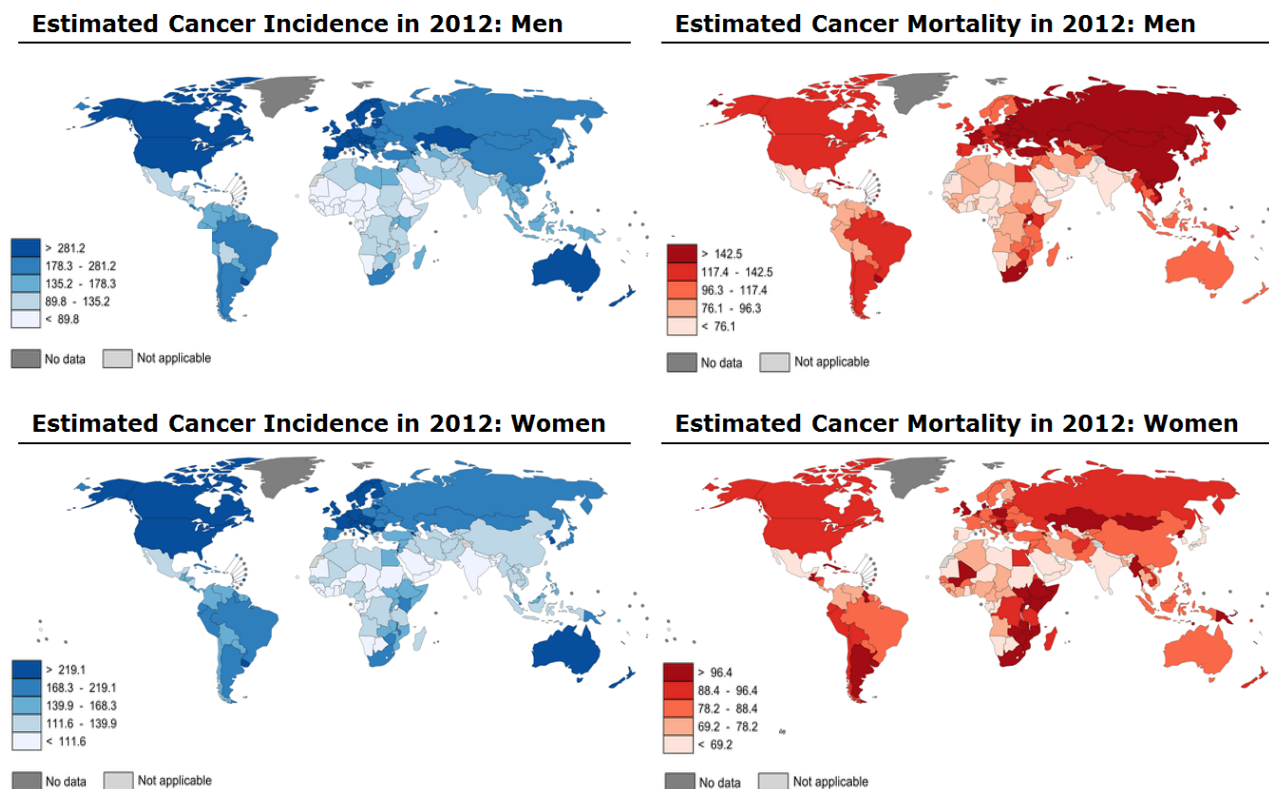 Estimated Cancer Incidence in 2012: Men
> 281.2
178.3 - 281.2
135.2 - 178.3
89.8 - 135.2
< 89.8
No data
Not applicable
Estimated Cancer Mortality in 2012: Men
> 142.5
117.4 - 142.5
96.3 - 117.4
76.1 - 96.3
< 76.1
No data
Not applicable
Estimated Cancer Incidence in 2012: Women
> 219.1
168.3 - 219.1
139.9 - 168.3
111.6 - 139.9
< 111.6
No data
Not applicable
Estimated Cancer Mortality in 2012: Women
> 96.4
88.4 - 96.4
78.2 - 88.4
69.2 - 78.2
< 69.2
No data
Not applicable